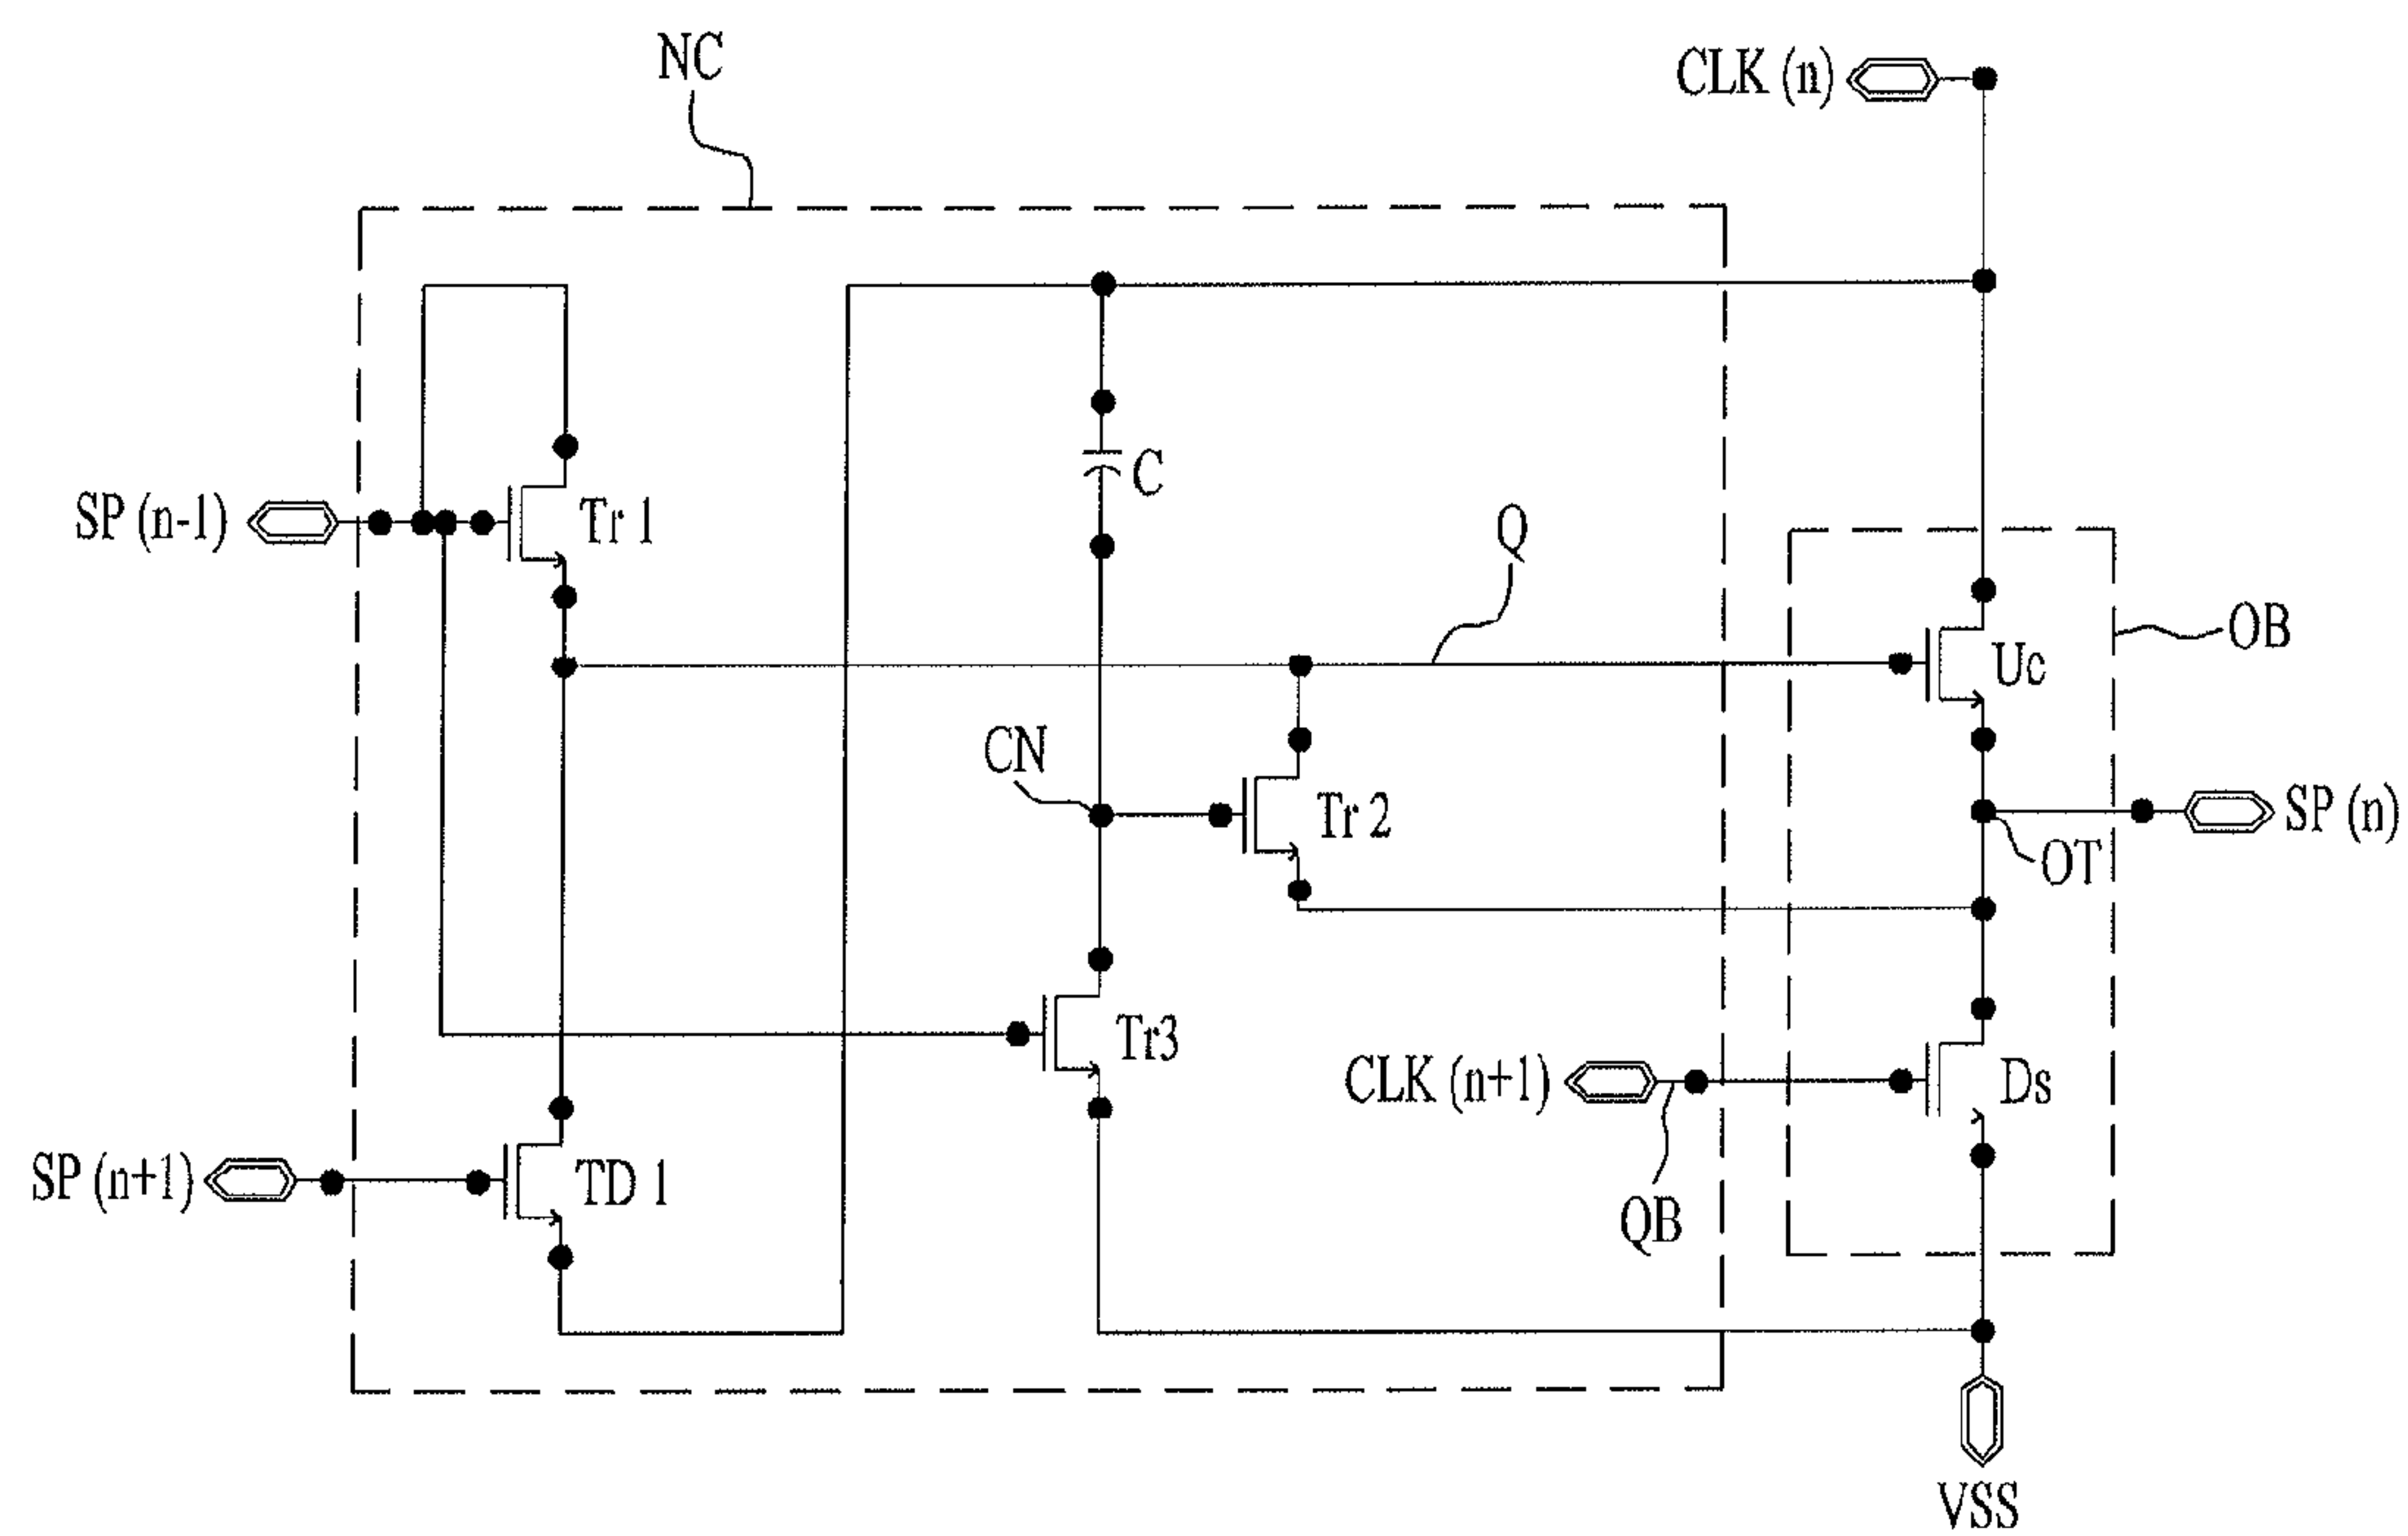 NC
CLK (n)
C
SP (n-1)
Tr 1
Q
OB
Uc
CN
Tr 2
SP (n)
OT
Tr3
CLK (n+1)
Ds
SP (n+1)
TD 1
QB
VSS